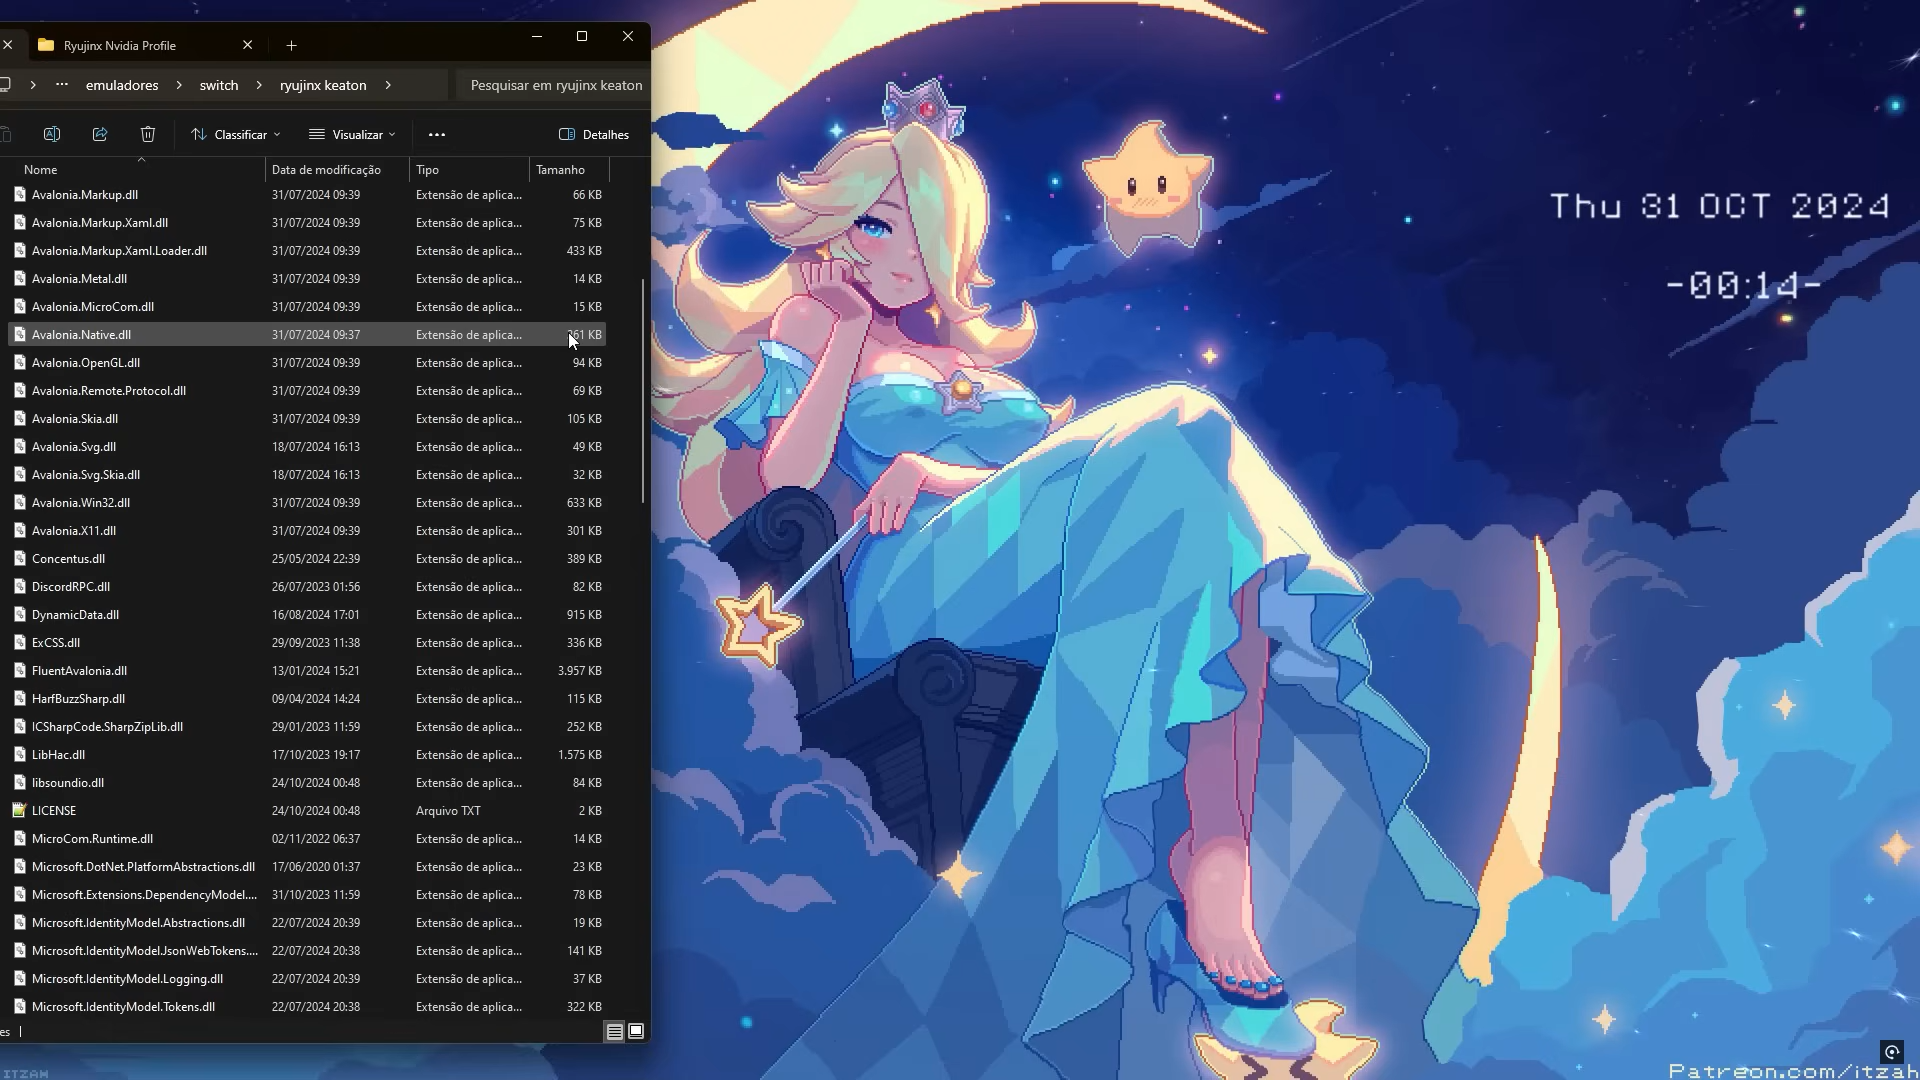 Ryujinx Nvidia Profile
emuladores > switch > ryujinx keaton >
Pesquisar em ryujinx keaton
Classificar
Visualizar
Detalhes
Nome Data de modificação Tipo Tamanho
Avalonia.Markup.dll 31/07/2024 09:39 Extensão de aplica... 66 KB
Avalonia.Markup.Xaml.dll 31/07/2024 09:39 Extensão de aplica... 75 KB
Avalonia.Markup.Xaml.Loader.dll 31/07/2024 09:39 Extensão de aplica... 433 KB
Avalonia.Metal.dll 31/07/2024 09:39 Extensão de aplica... 14 KB
Avalonia.MicroCom.dll 31/07/2024 09:39 Extensão de aplica... 15 KB
Avalonia.Native.dll 31/07/2024 09:37 Extensão de aplica... KB
Avalonia.OpenGL.dll 31/07/2024 09:39 Extensão de aplica... 94 KB
Avalonia.Remote.Protocol.dll 31/07/2024 09:39 Extensão de aplica... 69 KB
Avalonia.Skia.dll 31/07/2024 09:39 Extensão de aplica... 105 KB
Avalonia.Svg.dll 18/07/2024 16:13 Extensão de aplica... 49 KB
Avalonia.Svg.Skia.dll 18/07/2024 16:13 Extensão de aplica... 32 KB
Avalonia.Win32.dll 31/07/2024 09:39 Extensão de aplica... 633 KB
Avalonia.X11.dll 31/07/2024 09:39 Extensão de aplica... 301 KB
Concentus.dll 25/05/2024 22:39 Extensão de aplica... 389 KB
DiscordRPC.dll 26/07/2023 01:56 Extensão de aplica... 82 KB
DynamicData.dll 16/08/2024 17:01 Extensão de aplica... 915 KB
ExCSS.dll 29/09/2023 11:38 Extensão de aplica... 336 KB
FluentAvalonia.dll 13/01/2024 15:21 Extensão de aplica... 3.957 KB
HarfBuzzSharp.dll 09/04/2024 14:24 Extensão de aplica... 115 KB
ICSharpCode.SharpZipLib.dll 29/01/2023 11:59 Extensão de aplica... 252 KB
LibHac.dll 17/10/2023 19:17 Extensão de aplica... 1.575 KB
libsoundio.dll 24/10/2024 00:48 Extensão de aplica... 84 KB
LICENSE 24/10/2024 00:48 Arquivo TXT 2 KB
MicroCom.Runtime.dll 02/11/2022 06:37 Extensão de aplica... 14 KB
Microsoft.DotNet.PlatformAbstractions.dll 17/06/2020 01:37 Extensão de aplica... 23 KB
Microsoft.Extensions.DependencyModel.... 31/10/2023 11:59 Extensão de aplica... 78 KB
Microsoft.IdentityModel.Abstractions.dll 22/07/2024 20:39 Extensão de aplica... 19 KB
Microsoft.IdentityModel.JsonWebTokens.... 22/07/2024 20:38 Extensão de aplica... 141 KB
Microsoft.IdentityModel.Logging.dll 22/07/2024 20:39 Extensão de aplica... 37 KB
Microsoft.IdentityModel.Tokens.dll 22/07/2024 20:38 Extensão de aplica... 322 KB
es
ITZAH
Thu 31 OCT 2024
-00:14-
Patreon.com/itzah